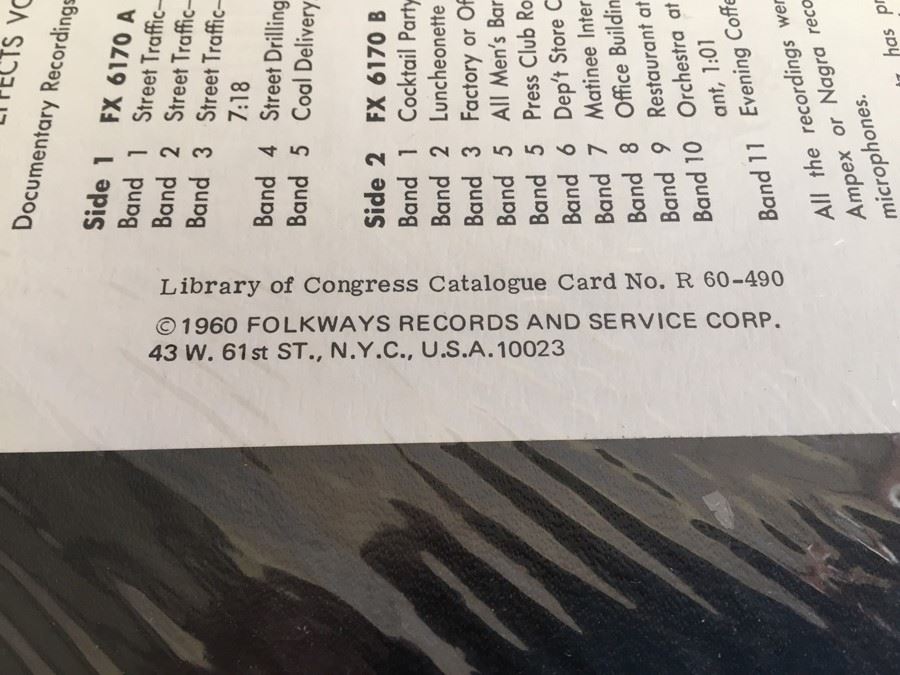 Documentary Recordings
Side 1 FX 6170 A
Band 1 Street Traffic—
Band 2 Street Traffic—
Band 3 Street Traffic—
7:18
Band 4 Street Drilling
Band 5 Coal Delivery
Side 2 FX 6170 B
Band 1 Cocktail Party
Band 2 Luncheonette
Band 3 Factory or Of
Band 5 All Men's Bar
Band 5 Press Club Ro
Band 6 Dep't Store C
Band 7 Matinee Inter
Band 8 Office Buildin
Band 9 Restaurant at
Band 10 Orchestra at
ant, 1:01
Band 11 Evening Coffe
All the recordings wer
Ampex or Nagra reco
microphones.
has pr
Library of Congress Catalogue Card No. R 60-490
©1960 FOLKWAYS RECORDS AND SERVICE CORP.
43 W. 61st ST., N.Y.C., U.S.A. 10023